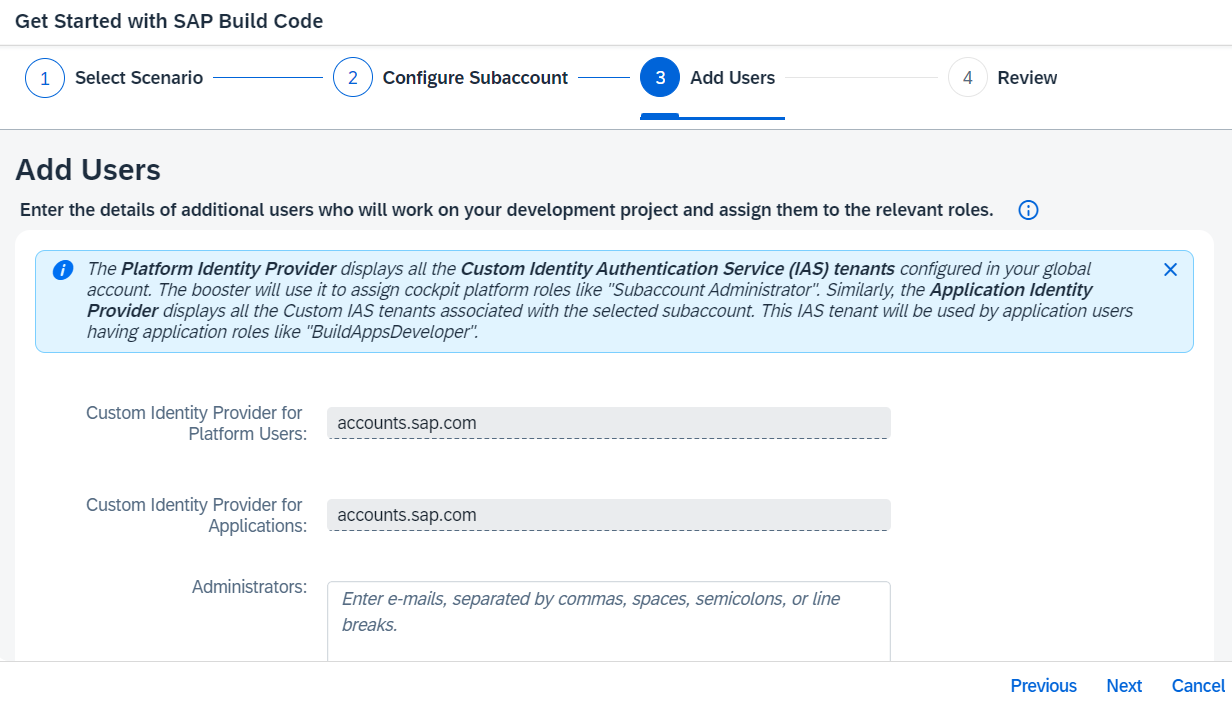 Get Started with SAP Build Code
1 Select Scenario 2 Configure Subaccount 3 Add Users 4 Review
Add Users
Enter the details of additional users who will work on your development project and assign them to the relevant roles.
The Platform Identity Provider displays all the Custom Identity Authentication Service (IAS) tenants configured in your global
account. The booster will use it to assign cockpit platform roles like "Subaccount Administrator". Similarly, the Application Identity
Provider displays all the Custom IAS tenants associated with the selected subaccount. This IAS tenant will be used by application users
having application roles like "BuildAppsDeveloper".
Custom Identity Provider for
Platform Users:
accounts.sap.com
Custom Identity Provider for
Applications:
accounts.sap.com
Administrators:
Enter e-mails, separated by commas, spaces, semicolons, or line
breaks.
Previous Next Cancel